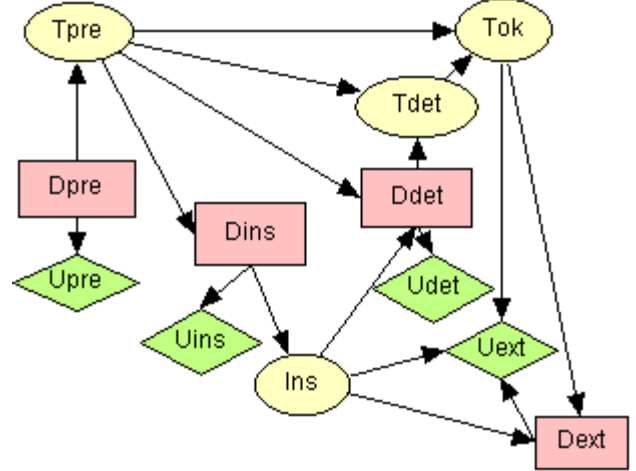 Tpre
Tok
Tdet
Dpre
Ddet
Dins
Upre
Udet
Uins
Uext
Ins
Dext